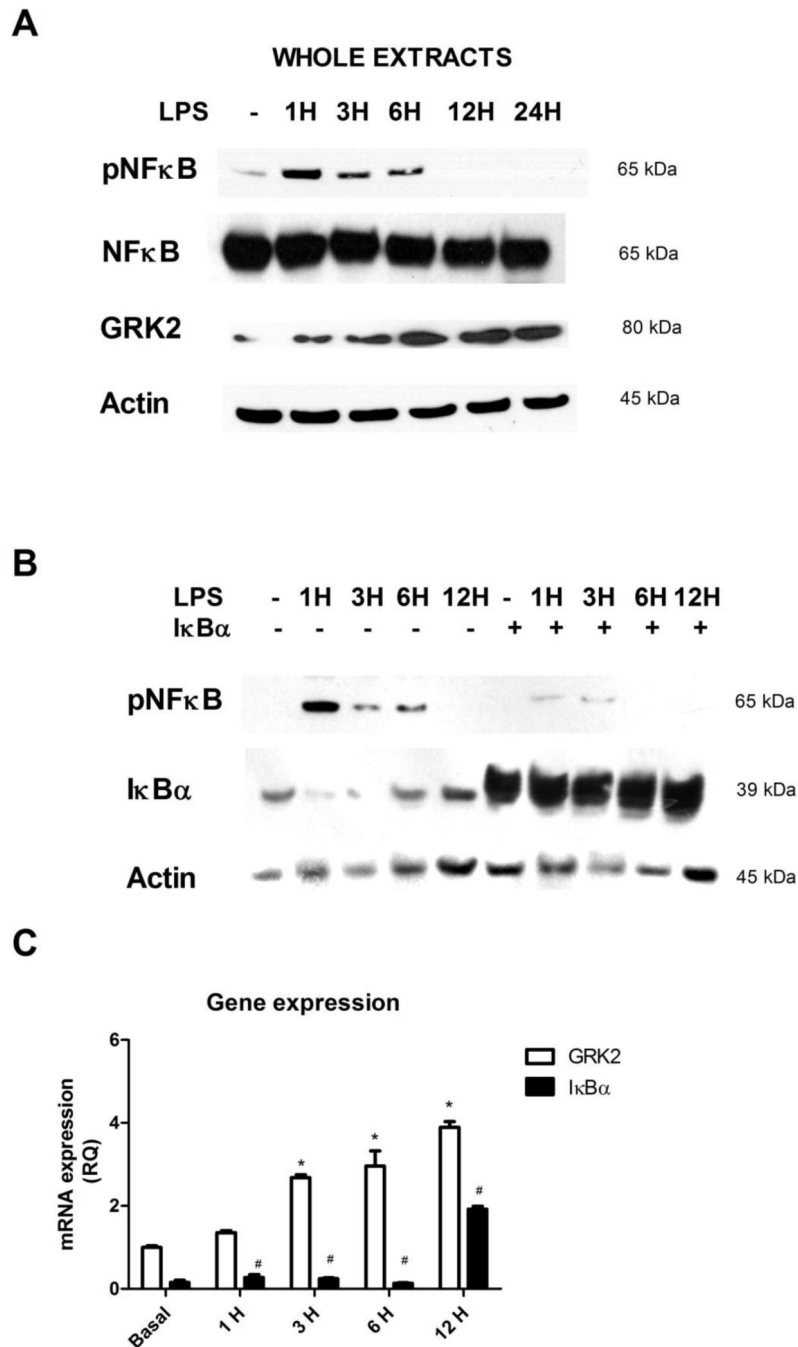 A
WHOLE EXTRACTS
LPS - 1H 3H 6H 12H 24H
pNFκB 65 kDa
NFκB 65 kDa
GRK2 80 kDa
Actin 45 kDa
B
LPS - 1H 3H 6H 12H - 1H 3H 6H 12H
IκBα - - - - - + + + + +
pNFκB 65 kDa
IκBα 39 kDa
Actin 45 kDa
C
Gene expression
mRNA expression
(RQ)
6
4
2
0
* * *
# # # #
Basal 1 H 3 H 6 H 12 H
GRK2
IκBα